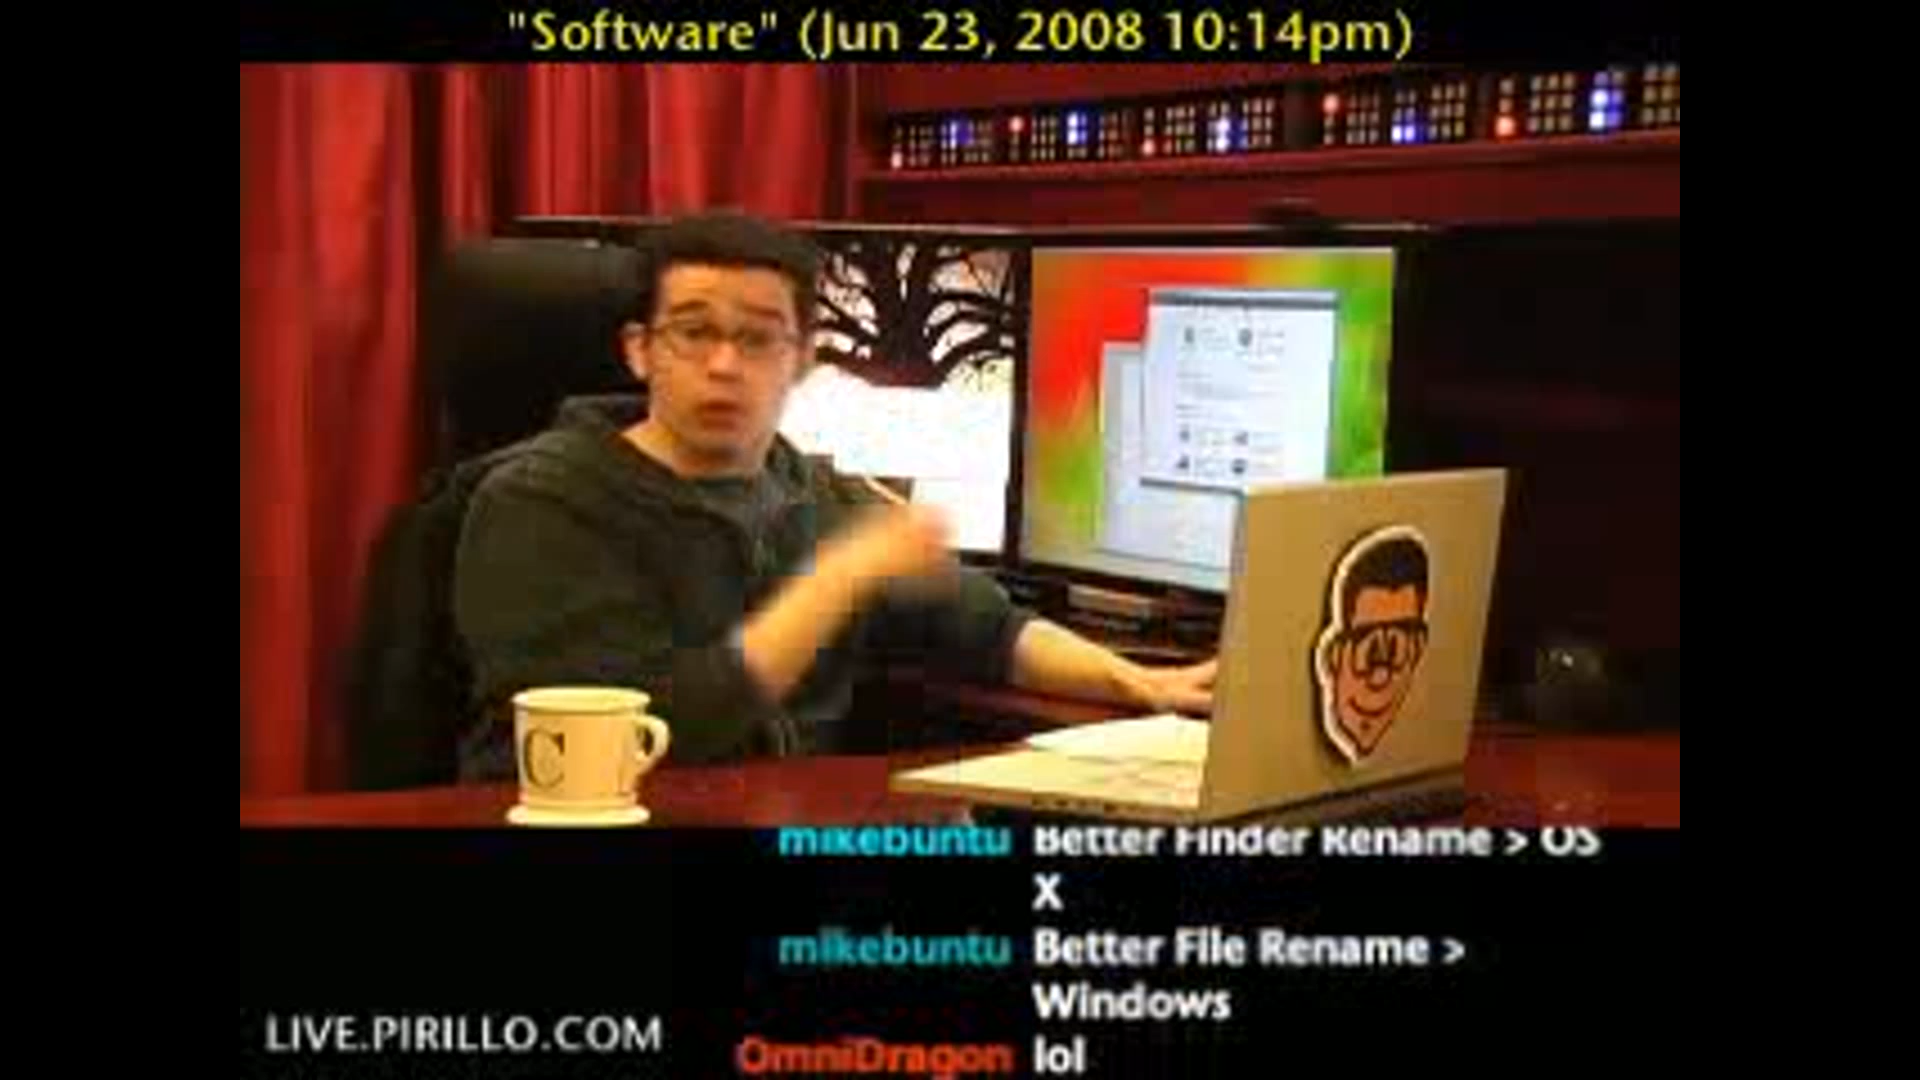 "Software" (Jun 23, 2008 10:14pm)
C
mikebuntu Better Finder Rename > OS
X
mikebuntu Better File Rename >
Windows
LIVE.PIRILLO.COM
OmniDragon lol